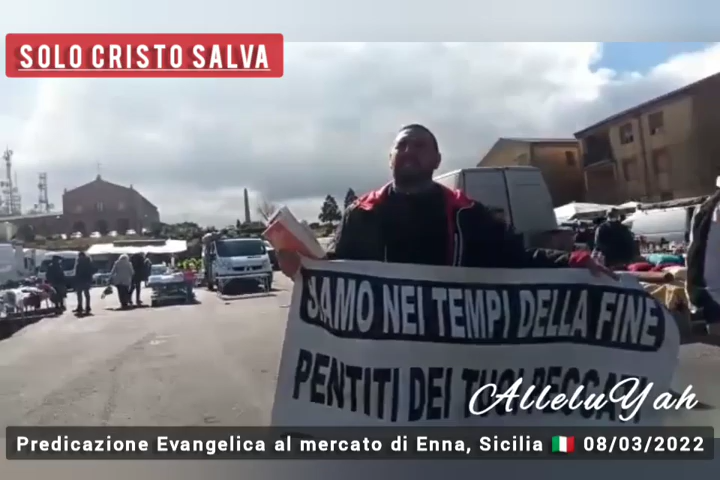 SOLO CRISTO SALVA
SIAMO NEI TEMPI DELLA FINE
PENTITI DEI TUOI PECCATI
AlleluYah
Predicazione Evangelica al mercato di Enna, Sicilia 🇮🇹 08/03/2022